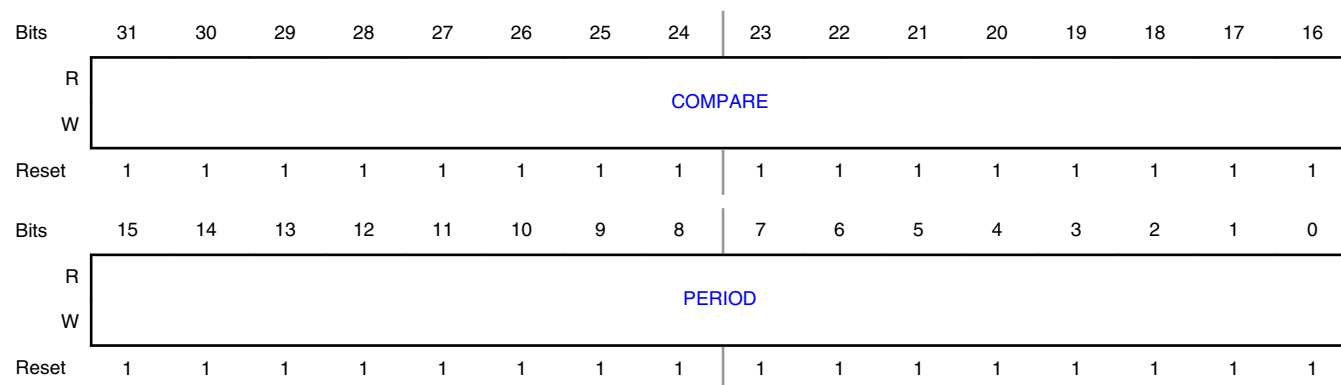 Bits 31 30 29 28 27 26 25 24 23 22 21 20 19 18 17 16
R
COMPARE
W
Reset 1 1 1 1 1 1 1 1 1 1 1 1 1 1 1 1
Bits 15 14 13 12 11 10 9 8 7 6 5 4 3 2 1 0
R
PERIOD
W
Reset 1 1 1 1 1 1 1 1 1 1 1 1 1 1 1 1